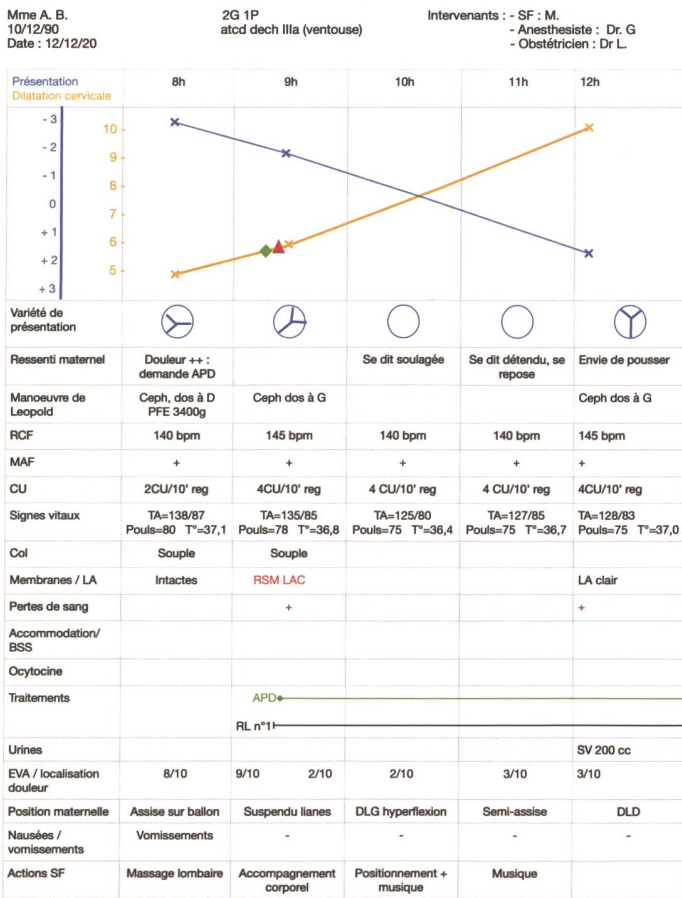 Mme A. B.
10/12/90
Date : 12/12/20
2G 1P
atcd dech IIIa (ventouse)
Intervenants : - SF : M.
- Anesthesiste : Dr. G
- Obstétricien : Dr L.
Présentation
Dilatation cervicale
8h 9h 10h 11h 12h
- 3
- 2
- 1
0
+ 1
+ 2
+ 3
10
9
8
7
6
5
Variété de
présentation
Ressenti maternel
Douleur ++ :
demande APD
Se dit soulagée
Se dit détendu, se
repose
Envie de pousser
Manoeuvre de
Leopold
Ceph, dos à D
PFE 3400g
Ceph dos à G
Ceph dos à G
RCF 140 bpm 145 bpm 140 bpm 140 bpm 145 bpm
MAF + + + + +
CU 2CU/10' reg 4CU/10' reg 4 CU/10' reg 4 CU/10' reg 4CU/10' reg
Signes vitaux
TA=138/87
Pouls=80 T°=37,1
TA=135/85
Pouls=78 T°=36,8
TA=125/80
Pouls=75 T°=36,4
TA=127/85
Pouls=75 T°=36,7
TA=128/83
Pouls=75 T°=37,0
Col Souple Souple
Membranes / LA Intactes RSM LAC LA clair
Pertes de sang + +
Accommodation/
BSS
Ocytocine
Traitements
APD
RL n°1
Urines SV 200 cc
EVA / localisation
douleur
8/10 9/10 2/10 2/10 3/10 3/10
Position maternelle Assise sur ballon Suspendu lianes DLG hyperflexion Semi-assise DLD
Nausées /
vomissements
Vomissements - - - -
Actions SF
Massage lombaire
Accompagnement
corporel
Positionnement +
musique
Musique